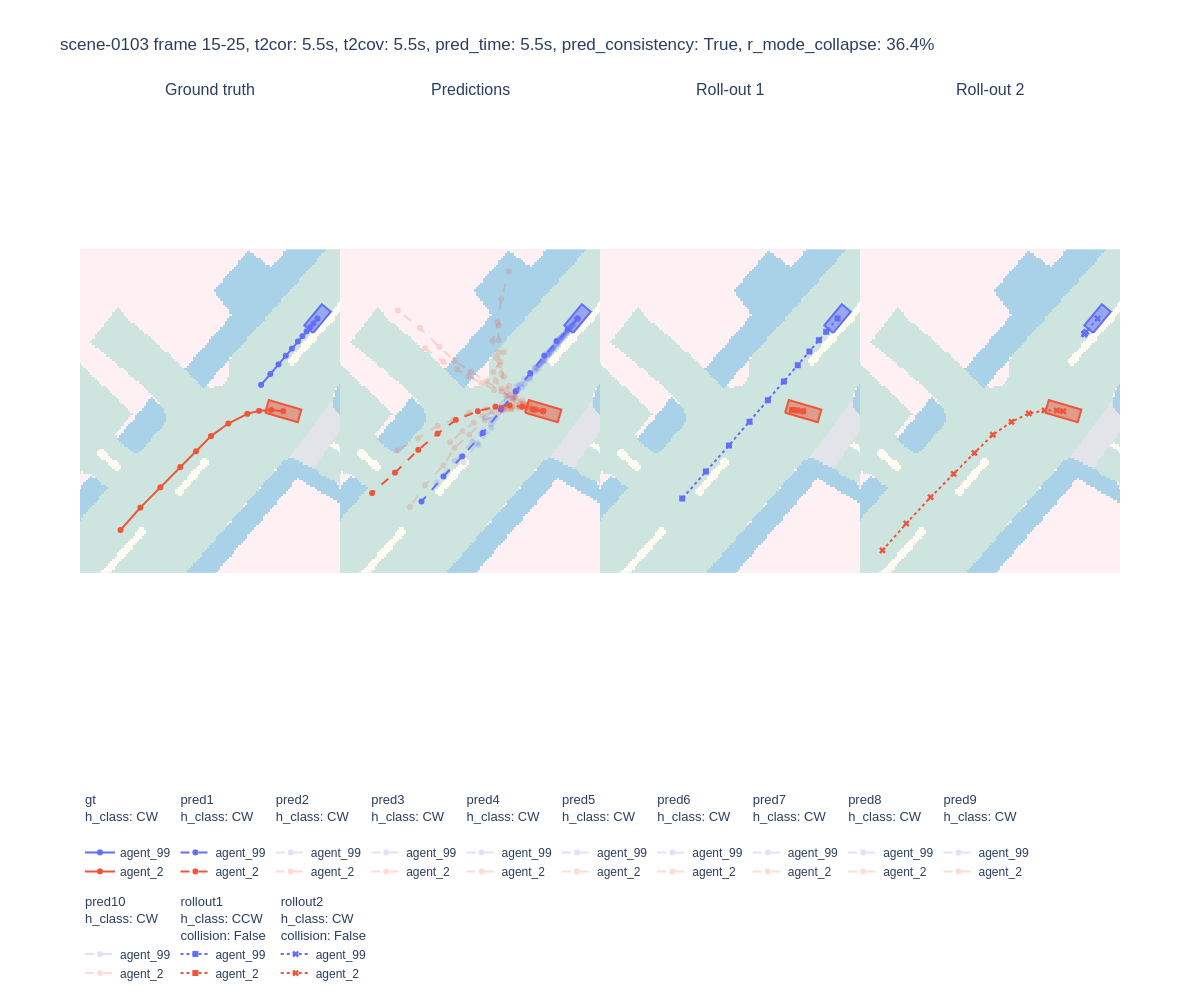 scene-0103 frame 15-25, t2cor: 5.5s, t2cov: 5.5s, pred_time: 5.5s, pred_consistency: True, r_mode_collapse: 36.4%
Ground truth Predictions Roll-out 1 Roll-out 2
gt pred1 pred2 pred3 pred4 pred5 pred6 pred7 pred8 pred9
h_class: CW h_class: CW h_class: CW h_class: CW h_class: CW h_class: CW h_class: CW h_class: CW h_class: CW h_class: CW
agent_99 agent_99 agent_99 agent_99 agent_99 agent_99 agent_99 agent_99 agent_99 agent_99
agent_2 agent_2 agent_2 agent_2 agent_2 agent_2 agent_2 agent_2 agent_2 agent_2
pred10 rollout1 rollout2
h_class: CW h_class: CCW h_class: CW
collision: False collision: False
agent_99 agent_99 agent_99
agent_2 agent_2 agent_2